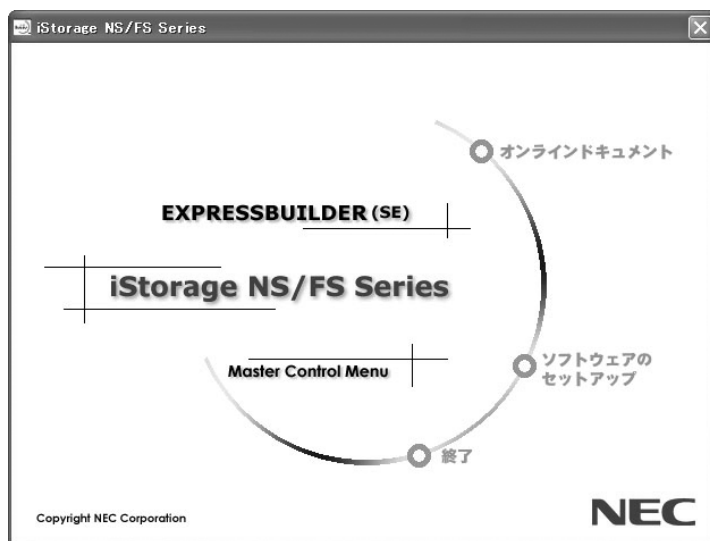 iStorage NS/FS Series
オンラインドキュメント
EXPRESSBUILDER (SE)
iStorage NS/FS Series
ソフトウェアの
セットアップ
Master Control Menu
終了
Copyright NEC Corporation
NEC